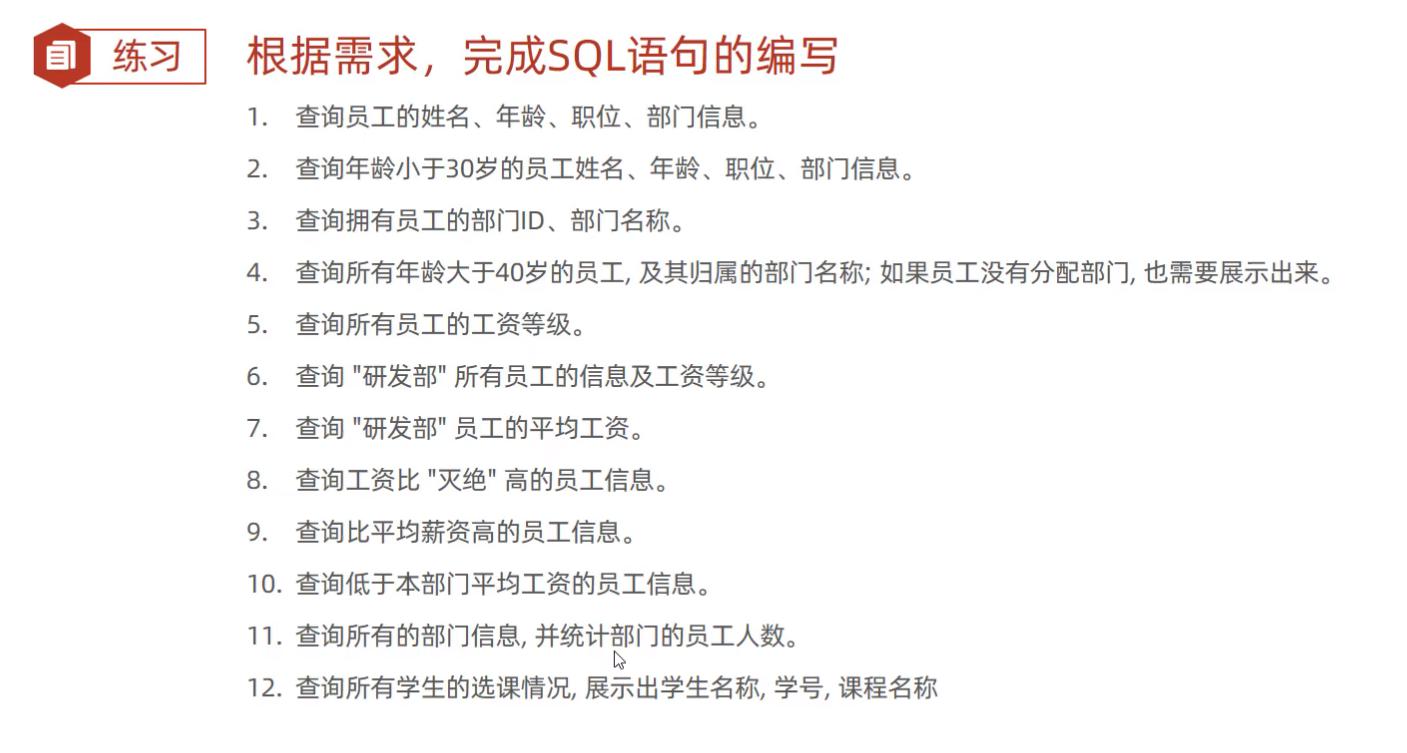 练习
根据需求，完成SQL语句的编写
1. 查询员工的姓名、年龄、职位、部门信息。
2. 查询年龄小于30岁的员工姓名、年龄、职位、部门信息。
3. 查询拥有员工的部门ID、部门名称。
4. 查询所有年龄大于40岁的员工, 及其归属的部门名称; 如果员工没有分配部门, 也需要展示出来。
5. 查询所有员工的工资等级。
6. 查询 "研发部" 所有员工的信息及工资等级。
7. 查询 "研发部" 员工的平均工资。
8. 查询工资比 "灭绝" 高的员工信息。
9. 查询比平均薪资高的员工信息。
10. 查询低于本部门平均工资的员工信息。
11. 查询所有的部门信息, 并统计部门的员工人数。
12. 查询所有学生的选课情况, 展示出学生名称, 学号, 课程名称